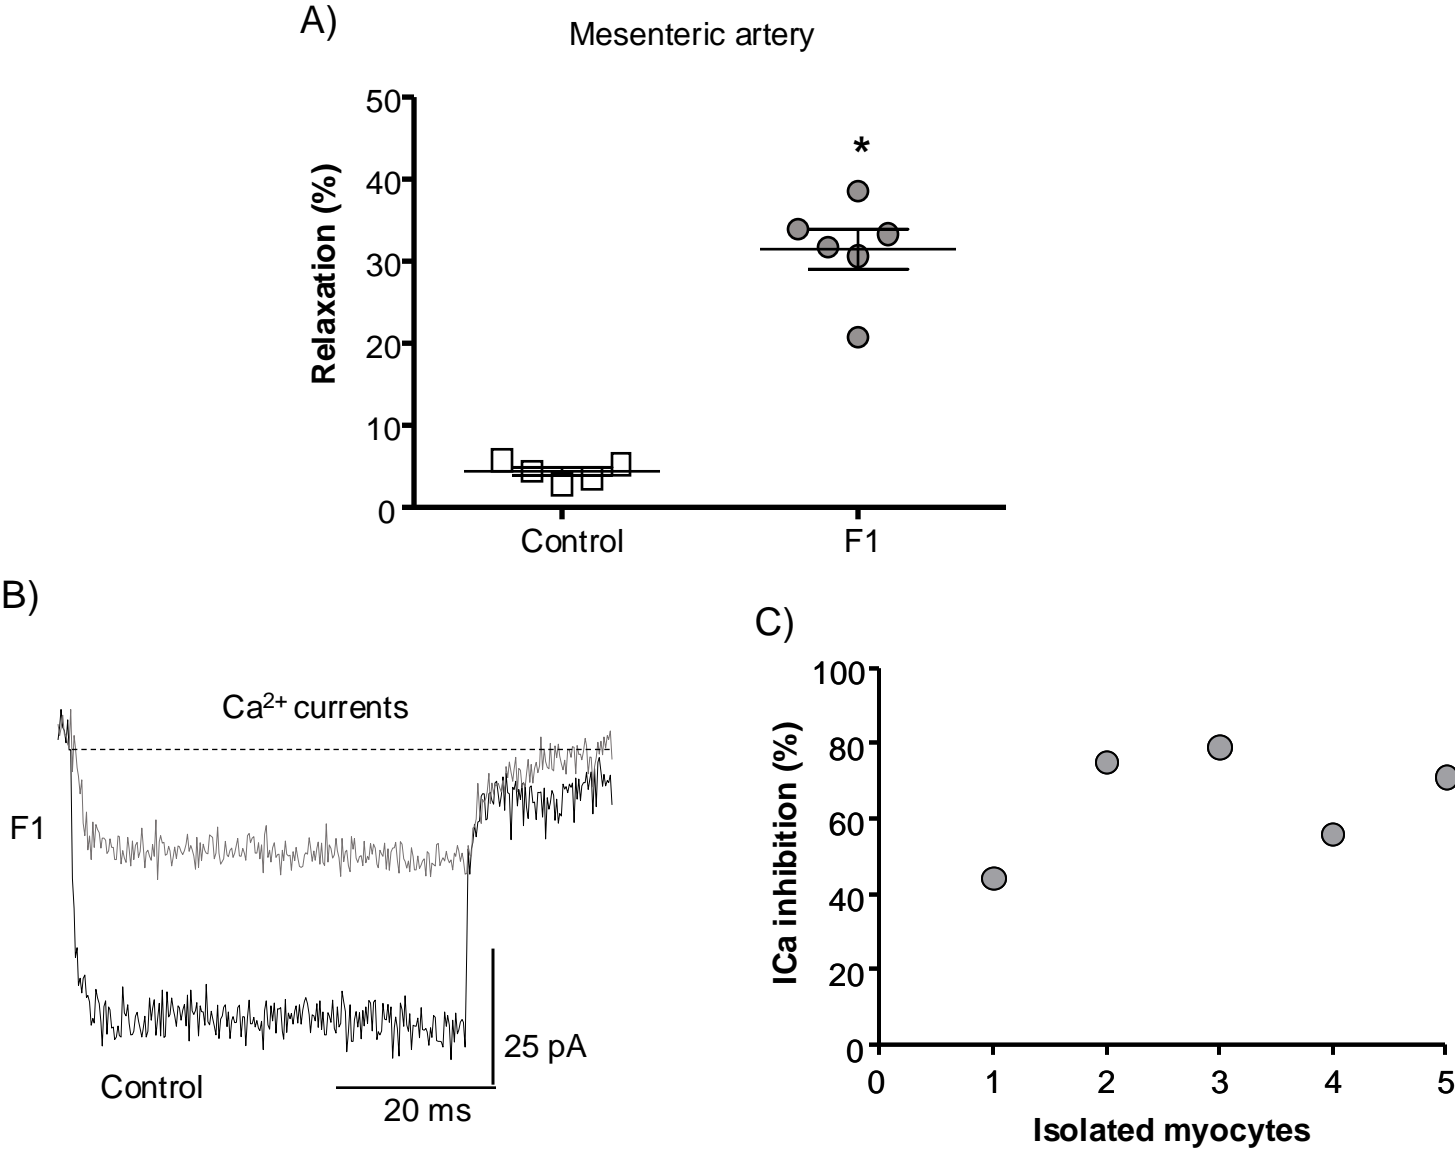 A)
Mesenteric artery
50
40
30
20
10
0
Relaxation (%)
*
Control
F1
B)
Ca²⁺ currents
F1
Control
25 pA
20 ms
C)
100
80
60
40
20
0
ICa inhibition (%)
0 1 2 3 4 5
Isolated myocytes